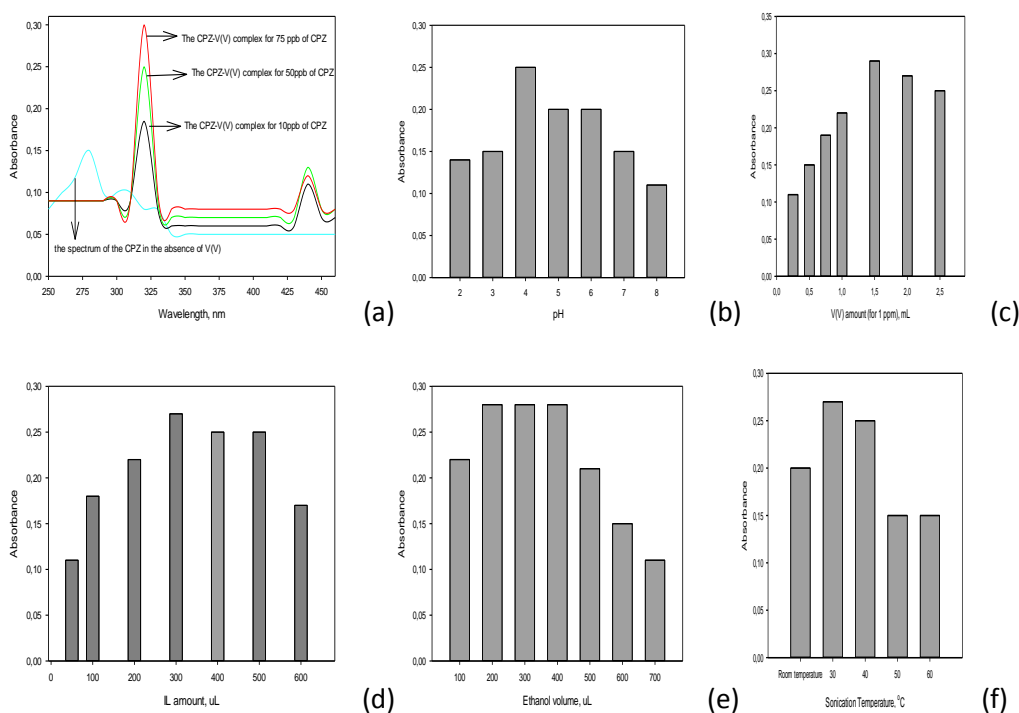 0,30
0,25
0,20
0,15
0,10
0,05
0,00
Absorbance
The CPZ-V(V) complex for 75 ppb of CPZ
The CPZ-V(V) complex for 50ppb of CPZ
The CPZ-V(V) complex for 10ppb of CPZ
the spectrum of the CPZ in the absence of V(V)
250 275 300 325 350 375 400 425 450
Wavelength, nm
(a)
0,30
0,25
0,20
0,15
0,10
0,05
0,00
Absorbance
2 3 4 5 6 7 8
pH
(b)
0,35
0,30
0,25
0,20
0,15
0,10
0,05
0,00
Absorbance
0,0 0,5 1,0 1,5 2,0 2,5
V(V) amount (for 1 ppm), mL
(c)
0,30
0,25
0,20
0,15
0,10
0,05
0,00
Absorbance
0 100 200 300 400 500 600
IL amount, uL
(d)
0,30
0,25
0,20
0,15
0,10
0,05
0,00
Absorbance
100 200 300 400 500 600 700
Ethanol volume, uL
(e)
0,30
0,25
0,20
0,15
0,10
0,05
0,00
Absorbance
Room temperature 30 40 50 60
Sonication Temperature, ⁰C
(f)